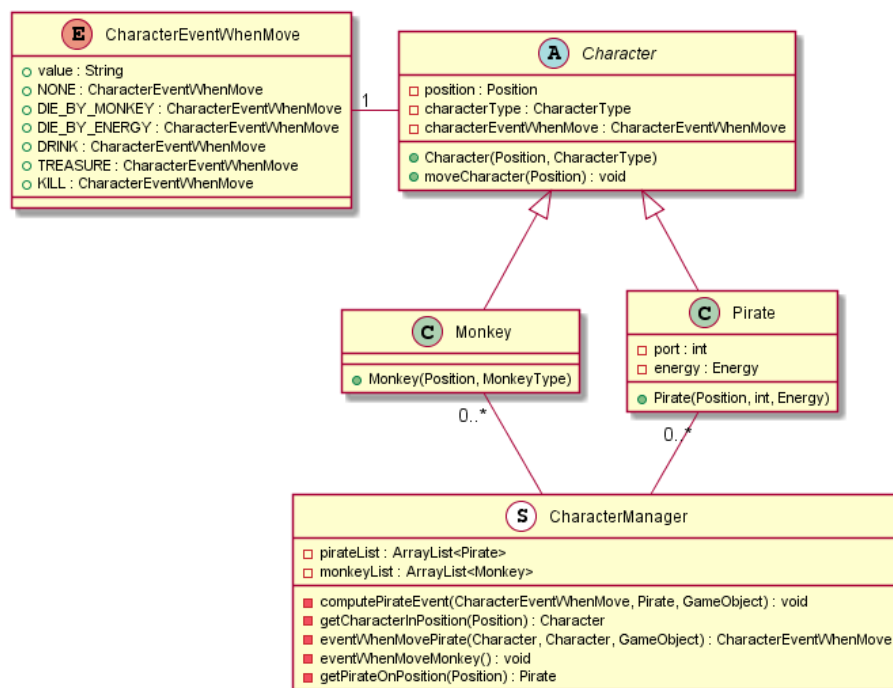 E CharacterEventWhenMove
value : String
NONE : CharacterEventWhenMove
DIE_BY_MONKEY : CharacterEventWhenMove
DIE_BY_ENERGY : CharacterEventWhenMove
DRINK : CharacterEventWhenMove
TREASURE : CharacterEventWhenMove
KILL : CharacterEventWhenMove
1
A Character
position : Position
characterType : CharacterType
characterEventWhenMove : CharacterEventWhenMove
Character(Position, CharacterType)
moveCharacter(Position) : void
C Monkey
Monkey(Position, MonkeyType)
C Pirate
port : int
energy : Energy
Pirate(Position, int, Energy)
0..*
0..*
S CharacterManager
pirateList : ArrayList<Pirate>
monkeyList : ArrayList<Monkey>
computePirateEvent(CharacterEventWhenMove, Pirate, GameObject) : void
getCharacterInPosition(Position) : Character
eventWhenMovePirate(Character, Character, GameObject) : CharacterEventWhenMove
eventWhenMoveMonkey() : void
getPirateOnPosition(Position) : Pirate